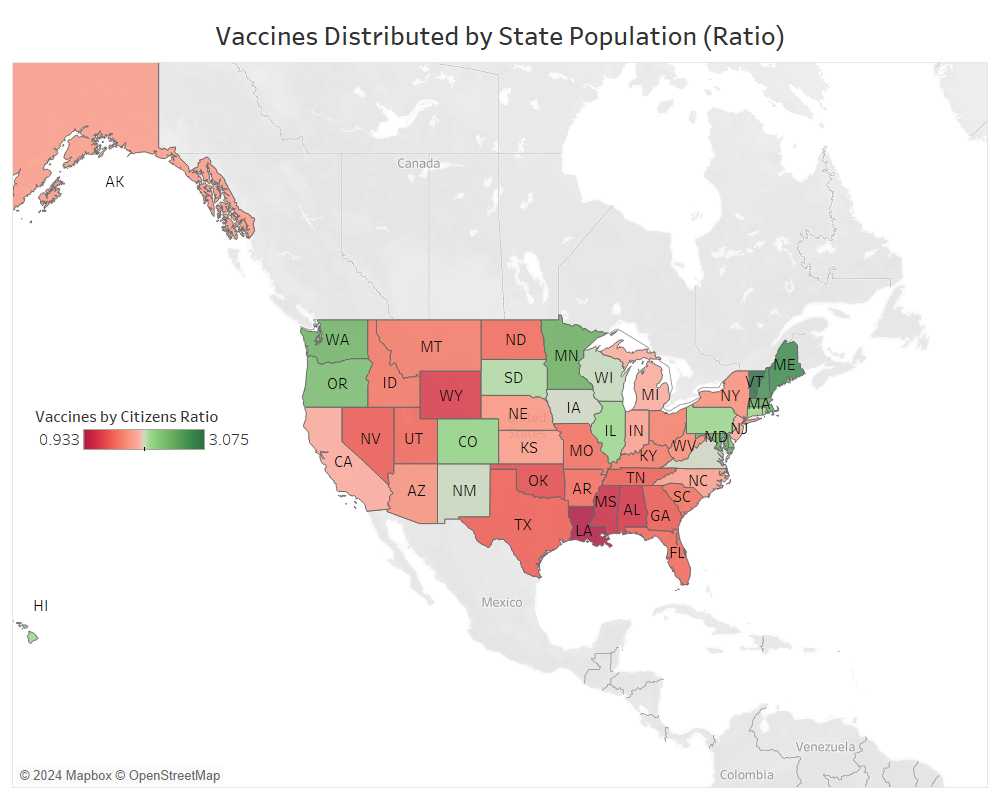 Vaccines Distributed by State Population (Ratio)
Canada
AK
WA
MT
ND
MN
ME
OR
ID
SD
WI
VT
WY
MI
NY
MA
NE
IA
Vaccines by Citizens Ratio
0.933
3.075
NV
UT
CO
United
States
KS
IL
IN
MD
NJ
CA
MO
KY
WV
AZ
NM
OK
TN
NC
AR
SC
TX
MS
AL
GA
LA
FL
HI
Mexico
Venezuela
Colombia
© 2024 Mapbox © OpenStreetMap